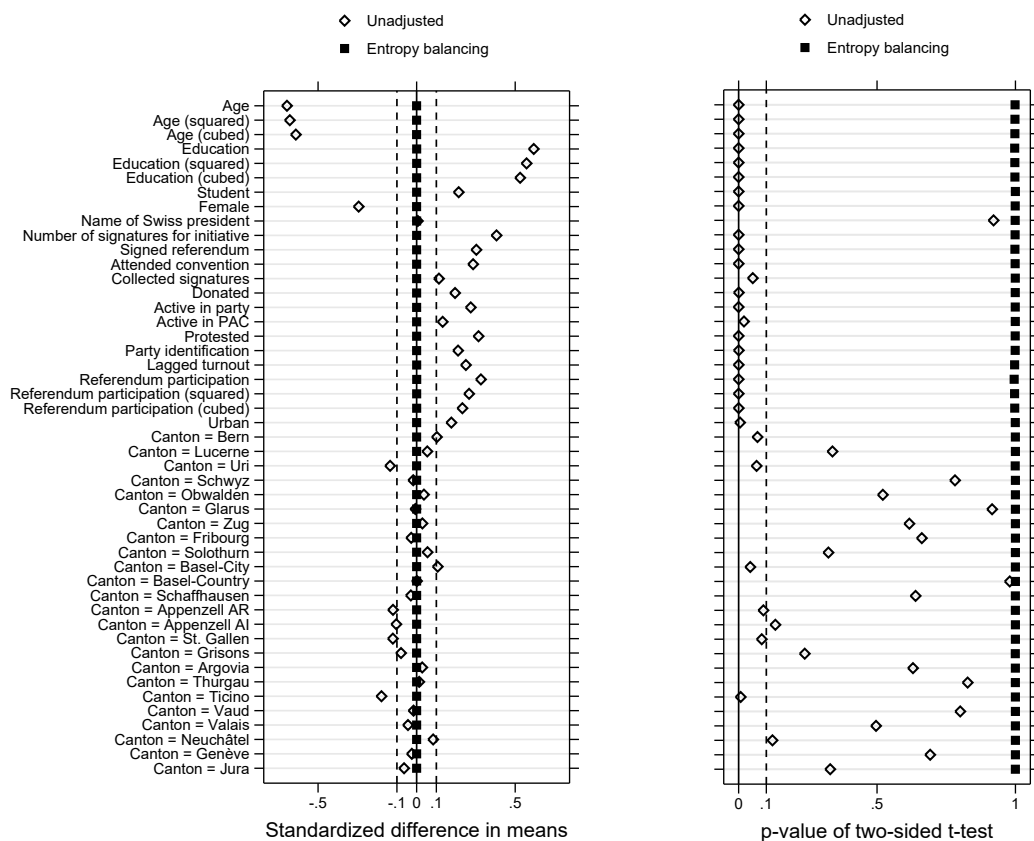 Unadjusted
Entropy balancing
Unadjusted
Entropy balancing
Age
Age (squared)
Age (cubed)
Education
Education (squared)
Education (cubed)
Student
Female
Name of Swiss president
Number of signatures for initiative
Signed referendum
Attended convention
Collected signatures
Donated
Active in party
Active in PAC
Protested
Party identification
Lagged turnout
Referendum participation
Referendum participation (squared)
Referendum participation (cubed)
Urban
Canton = Bern
Canton = Lucerne
Canton = Uri
Canton = Schwyz
Canton = Obwalden
Canton = Glarus
Canton = Zug
Canton = Fribourg
Canton = Solothurn
Canton = Basel-City
Canton = Basel-Country
Canton = Schaffhausen
Canton = Appenzell AR
Canton = Appenzell AI
Canton = St. Gallen
Canton = Grisons
Canton = Argovia
Canton = Thurgau
Canton = Ticino
Canton = Vaud
Canton = Valais
Canton = Neuchâtel
Canton = Genève
Canton = Jura
-.5 -.1 0 .1 .5
Standardized difference in means
0 .1 .5 1
p-value of two-sided t-test